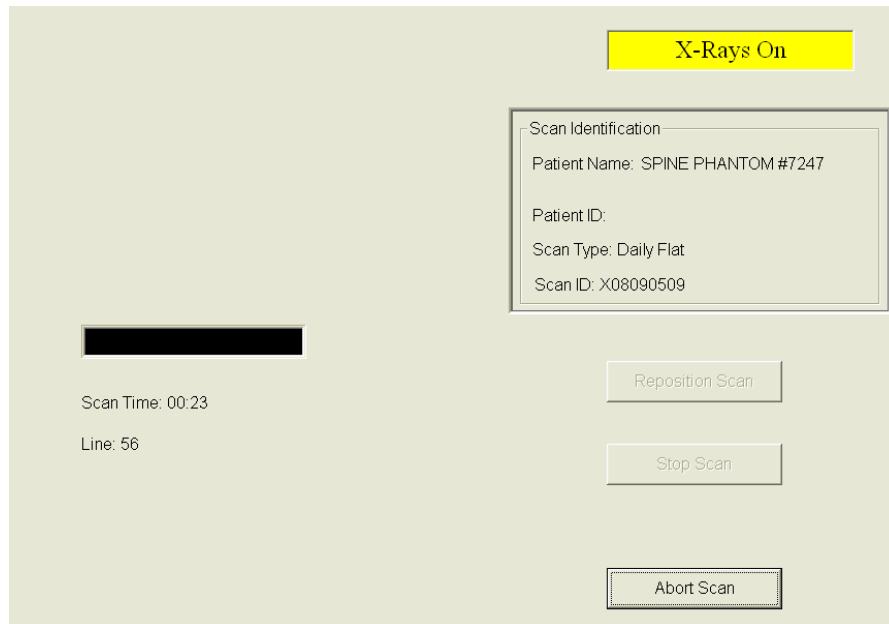 X-Rays On
Scan Identification
Patient Name: SPINE PHANTOM #7247
Patient ID:
Scan Type: Daily Flat
Scan ID: X08090509
Reposition Scan
Scan Time: 00:23
Line: 56
Stop Scan
Abort Scan